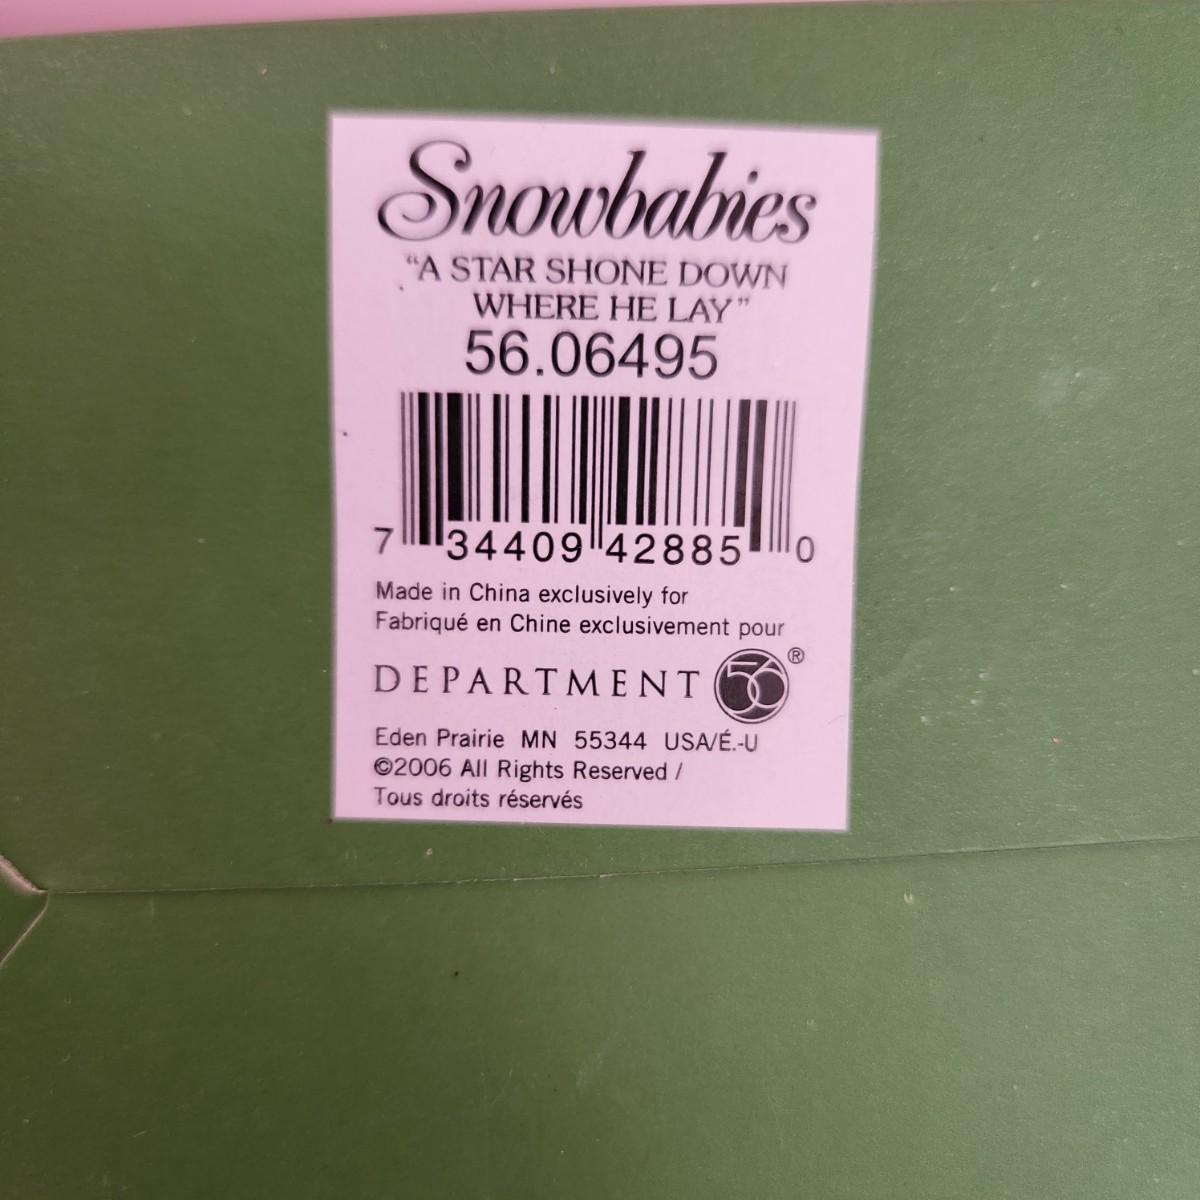 Snowbabies
“A STAR SHONE DOWN
WHERE HE LAY”
56.06495
7 34409 42885 0
Made in China exclusively for
Fabriqué en Chine exclusivement pour
DEPARTMENT 56®
Eden Prairie MN 55344 USA/É.-U
©2006 All Rights Reserved /
Tous droits réservés